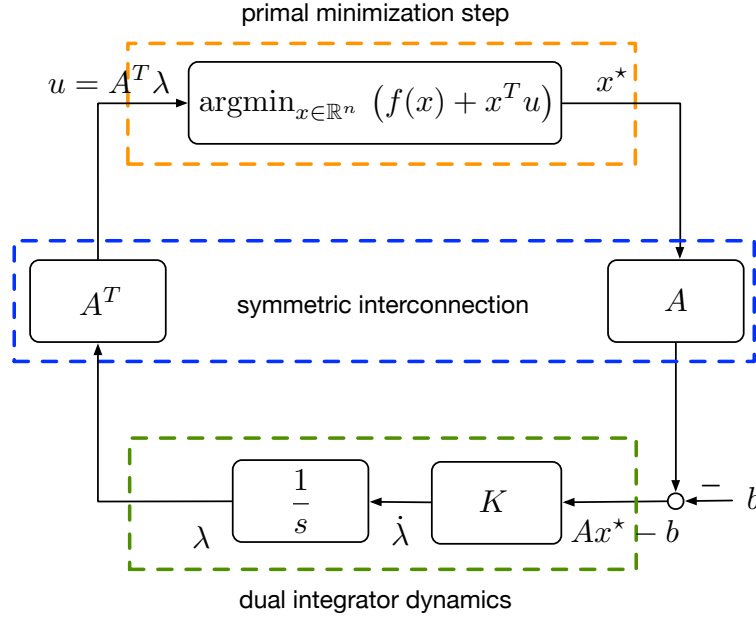 primal minimization step
u = A^T λ
argmin_{x∈ℝ^n} (f(x) + x^T u)
x^⋆
A^T
symmetric interconnection
A
1/s
K
−
b
λ
λ̇
Ax^⋆ − b
dual integrator dynamics